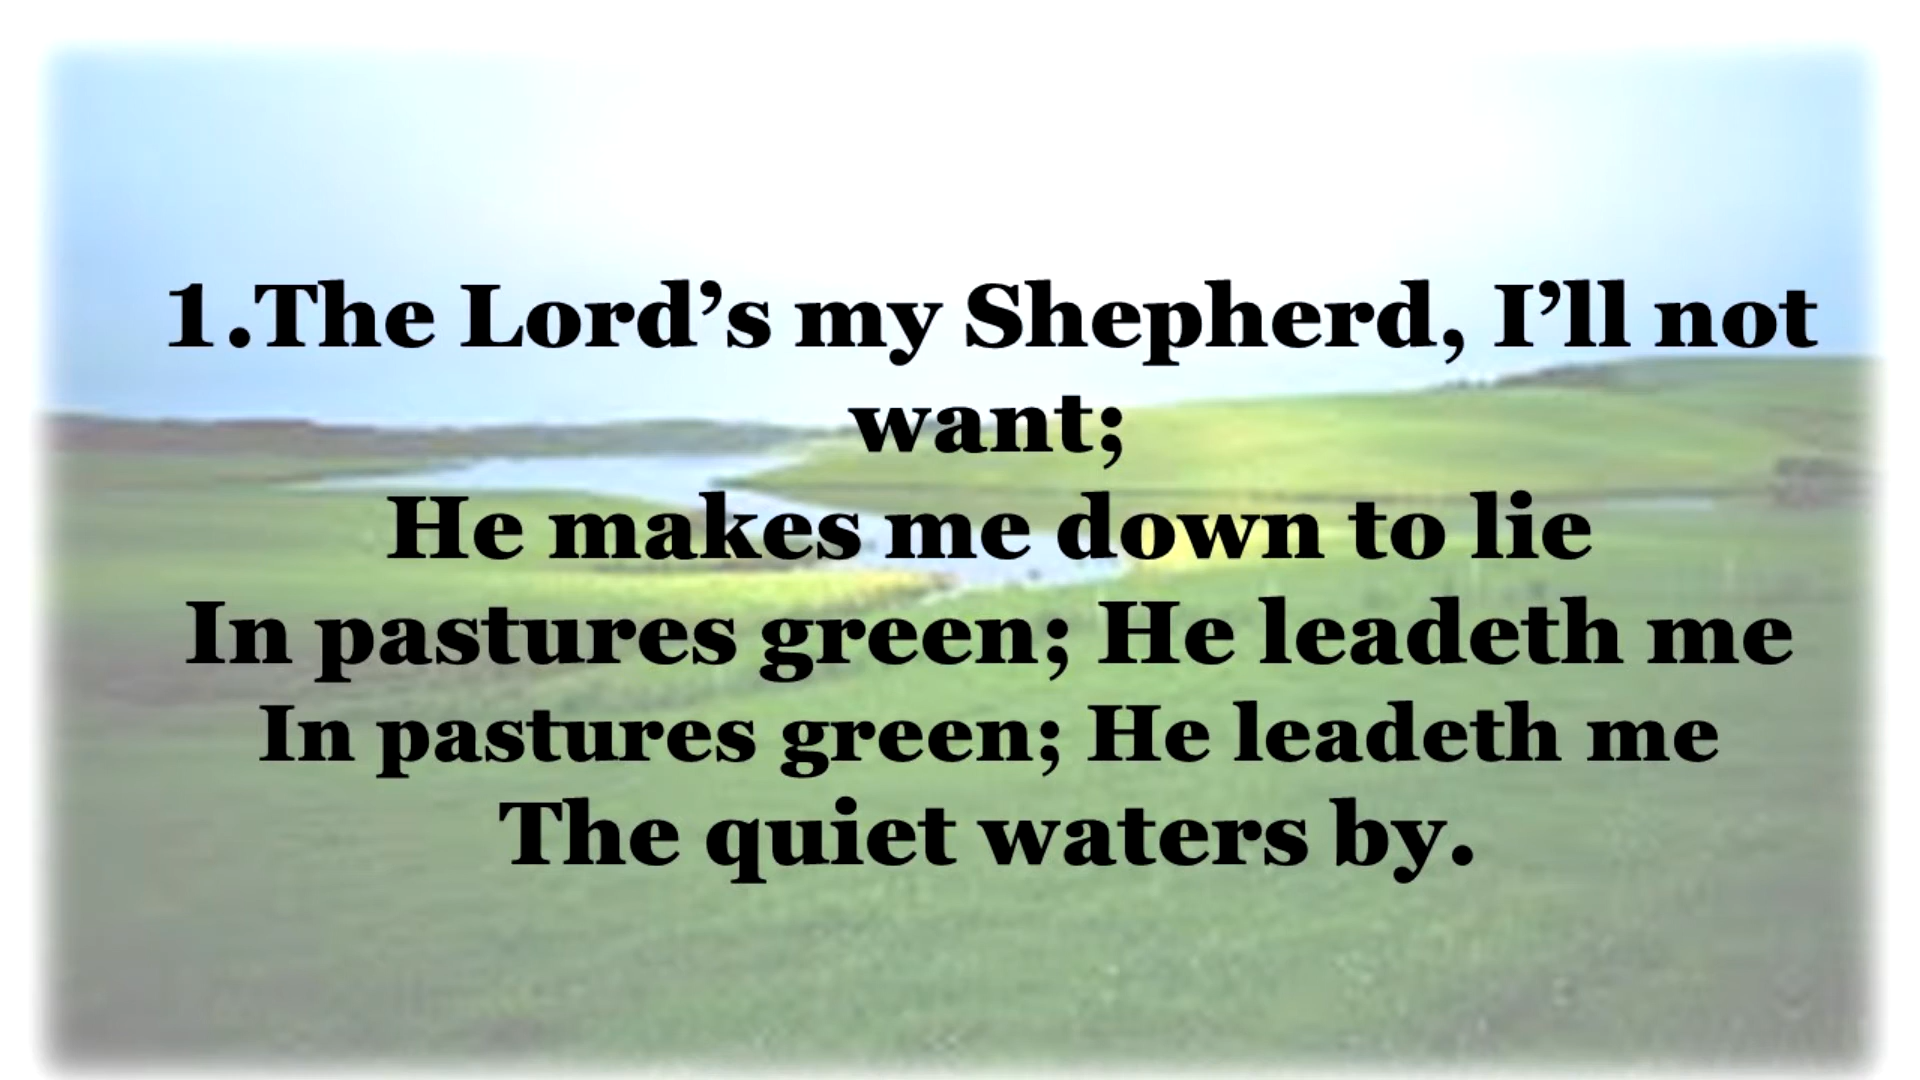 1.The Lord’s my Shepherd, I’ll not
want;
He makes me down to lie
In pastures green; He leadeth me
In pastures green; He leadeth me
The quiet waters by.